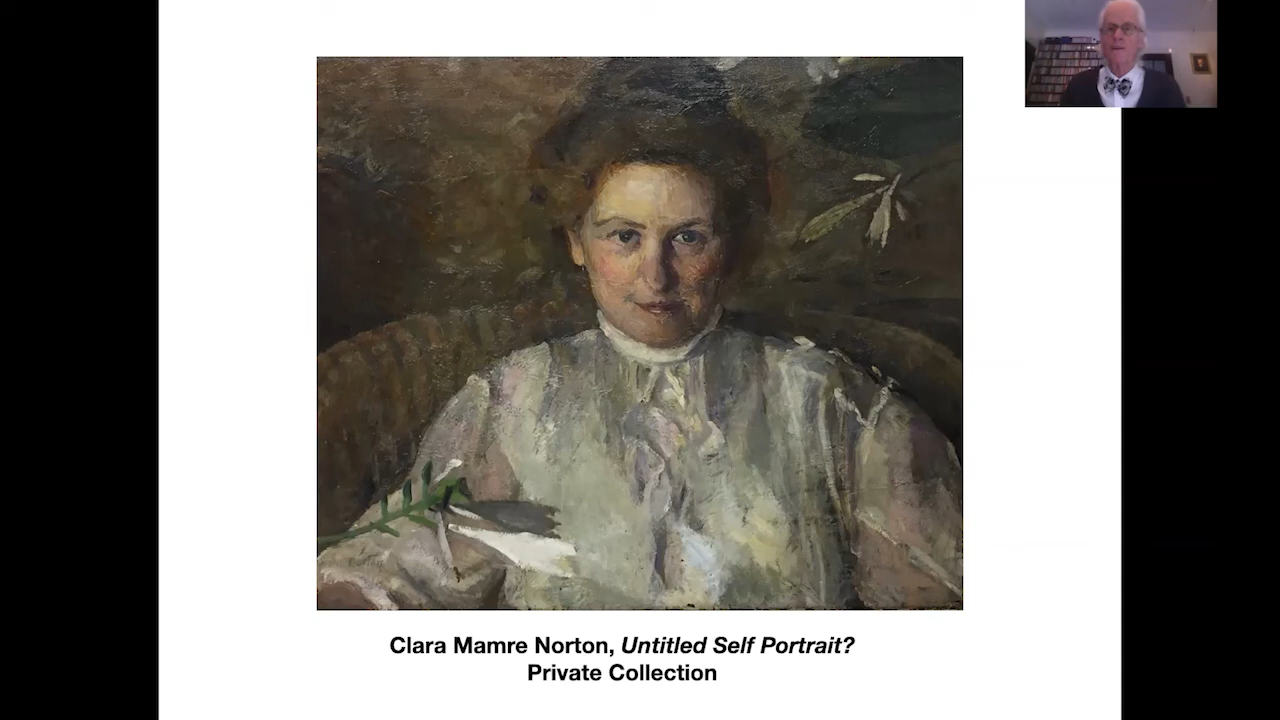 Clara Mamre Norton, Untitled Self Portrait?
Private Collection